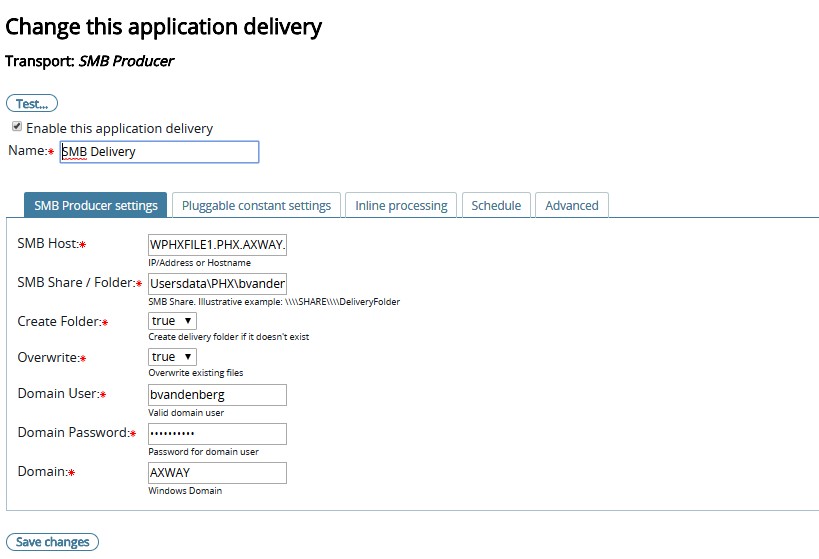 Change this application delivery
Transport: SMB Producer
Test...
Enable this application delivery
Name:* SMB Delivery
SMB Producer settings Pluggable constant settings Inline processing Schedule Advanced
SMB Host:* WPHXFILE1.PHX.AXWAY.
IP/Address or Hostname
SMB Share / Folder:* Usersdata\PHX\bvander
SMB Share. Illustrative example: \\\\SHARE\\\\DeliveryFolder
Create Folder:* true
Create delivery folder if it doesn't exist
Overwrite:* true
Overwrite existing files
Domain User:* bvandenberg
Valid domain user
Domain Password:* ••••••••••
Password for domain user
Domain:* AXWAY
Windows Domain
Save changes